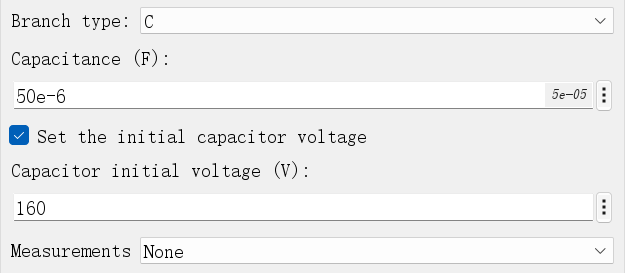 Branch type: C
Capacitance (F):
50e-6 5e-05
Set the initial capacitor voltage
Capacitor initial voltage (V):
160
Measurements None